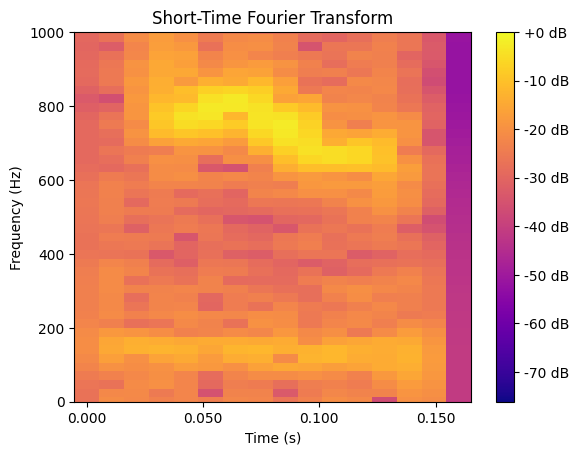 Short-Time Fourier Transform
1000
800
600
400
200
0
Frequency (Hz)
0.000
0.050
0.100
0.150
Time (s)
+0 dB
-10 dB
-20 dB
-30 dB
-40 dB
-50 dB
-60 dB
-70 dB